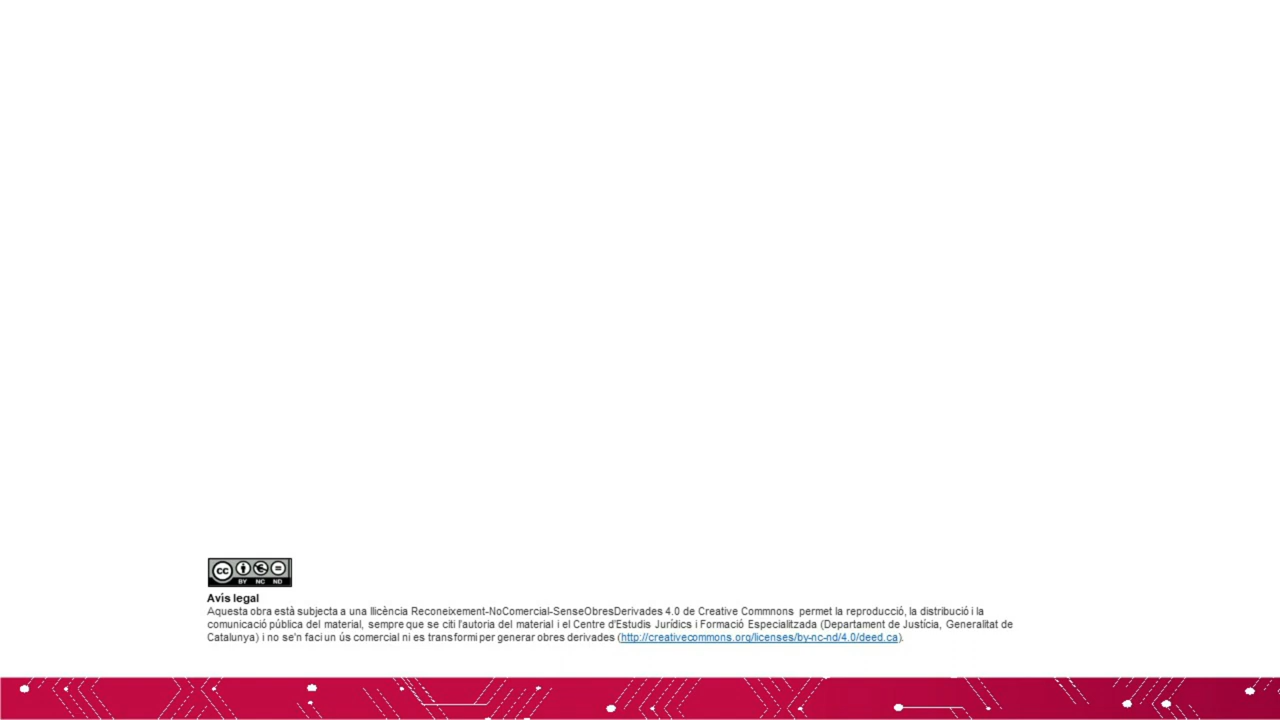 cc
BY NC ND
Avís legal
Aquesta obra està subjecta a una llicència Reconeixement-NoComercial-SenseObresDerivades 4.0 de Creative Commnons permet la reproducció, la distribució i la
comunicació pública del material, sempre que se citi l'autoria del material i el Centre d'Estudis Jurídics i Formació Especialitzada (Departament de Justícia, Generalitat de
Catalunya) i no se'n faci un ús comercial ni es transformi per generar obres derivades (http://creativecommons.org/licenses/by-nc-nd/4.0/deed.ca).